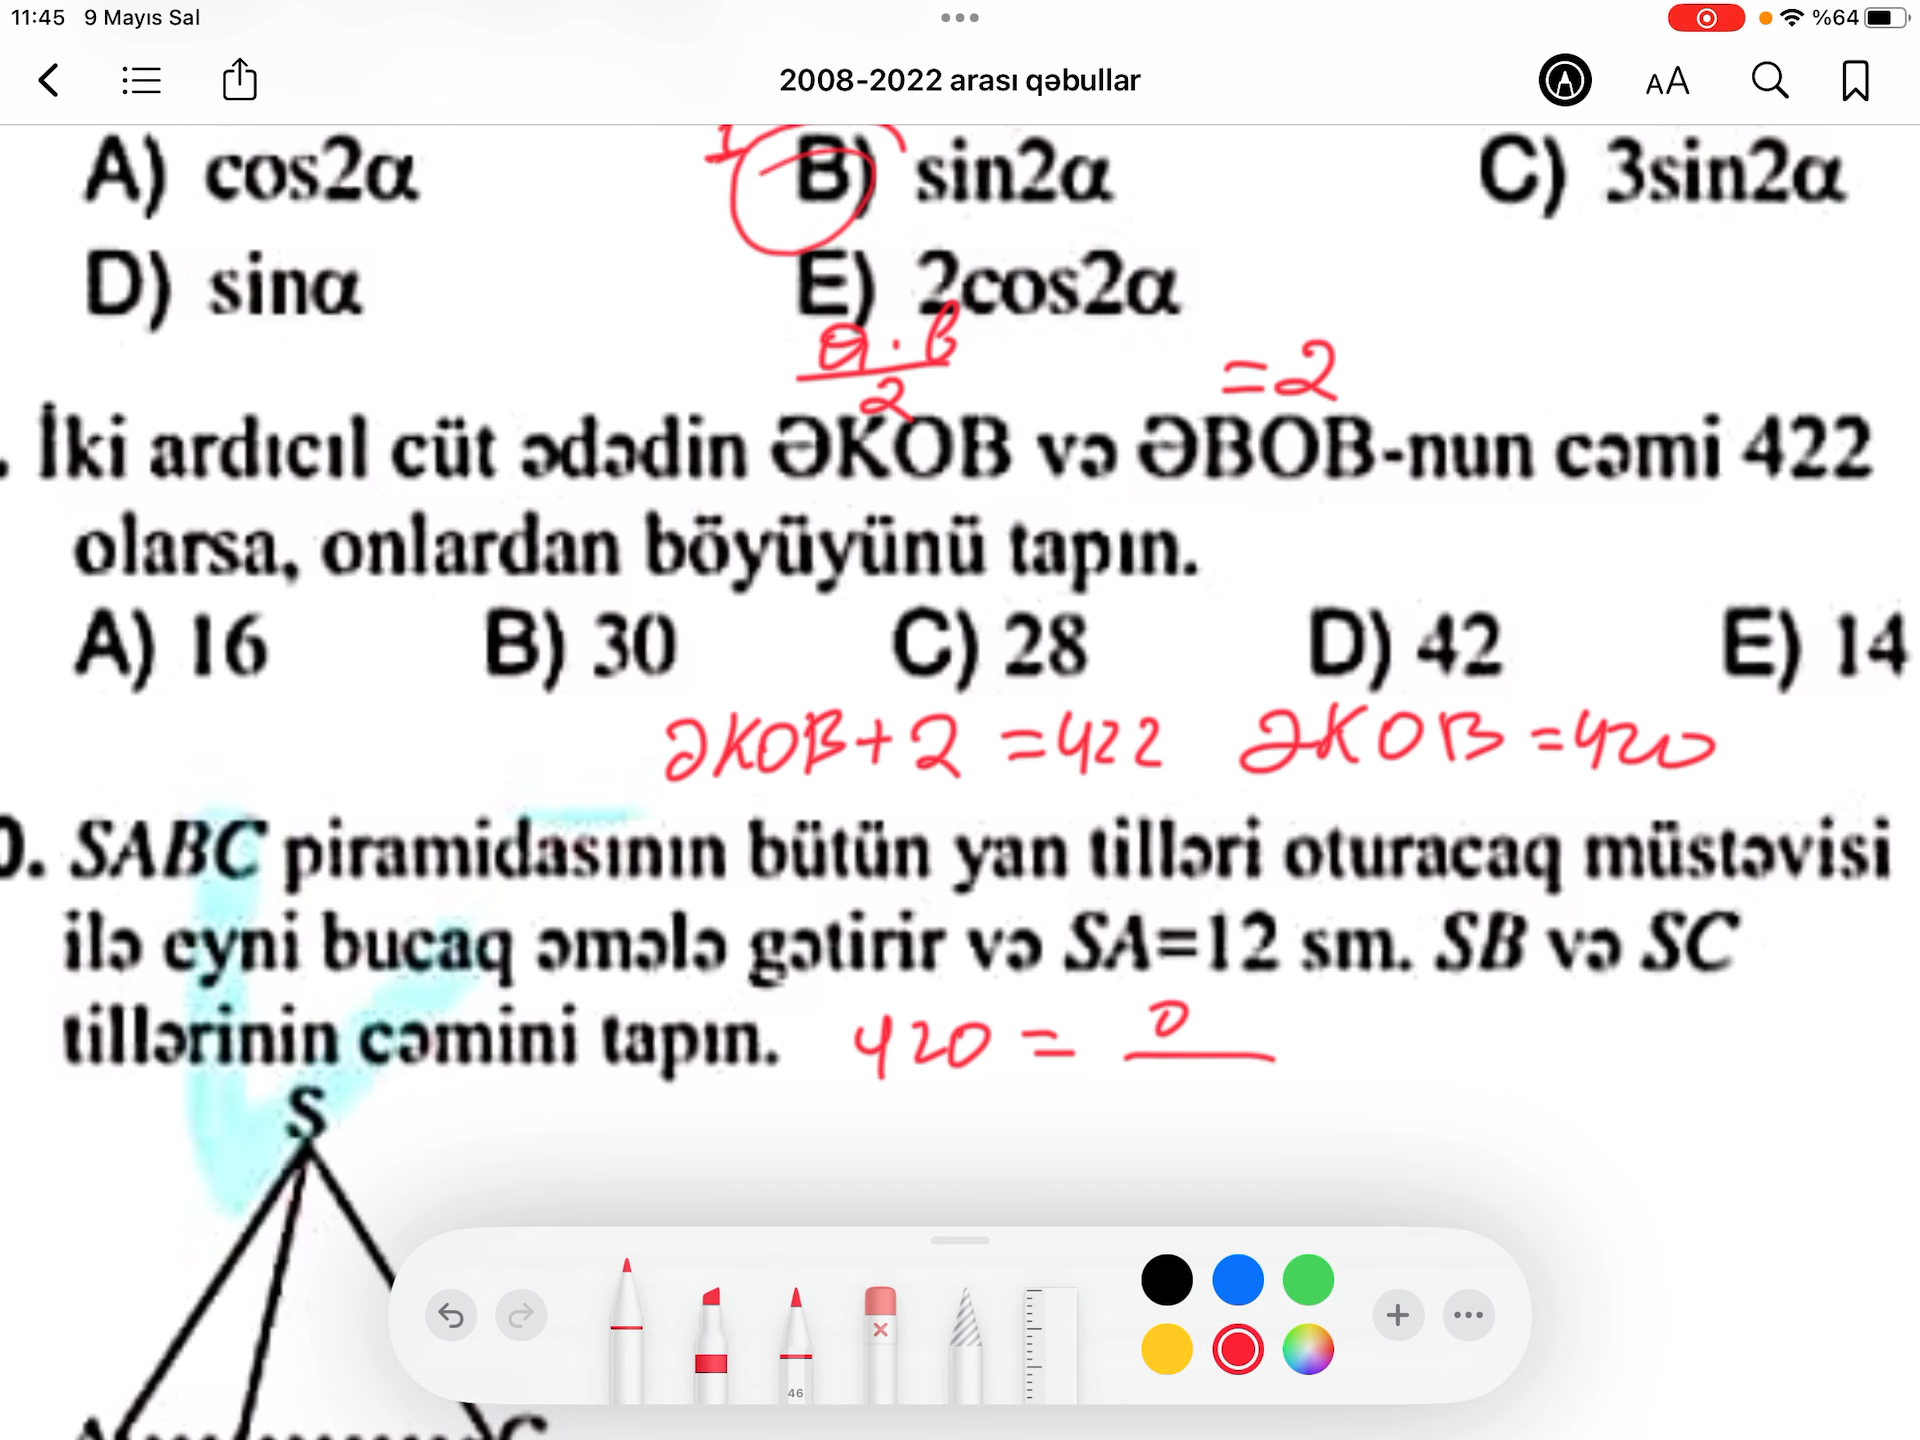 11:45 9 Mayıs Sal %64
2008-2022 arası qəbullar AA
A) cos2α B) sin2α C) 3sin2α
D) sinα E) 2cos2α
a·b =2
2
. İki ardıcıl cüt ədədin ƏKOB və ƏBOB-nun cəmi 422
olarsa, onlardan böyüyünü tapın.
A) 16 B) 30 C) 28 D) 42 E) 14
ƏKOB+2 =422 ƏKOB =420
0. SABC piramidasının bütün yan tilləri oturacaq müstəvisi
ilə eyni bucaq əmələ gətirir və SA=12 sm. SB və SC
tillərinin cəmini tapın. 420 =
S
46
C